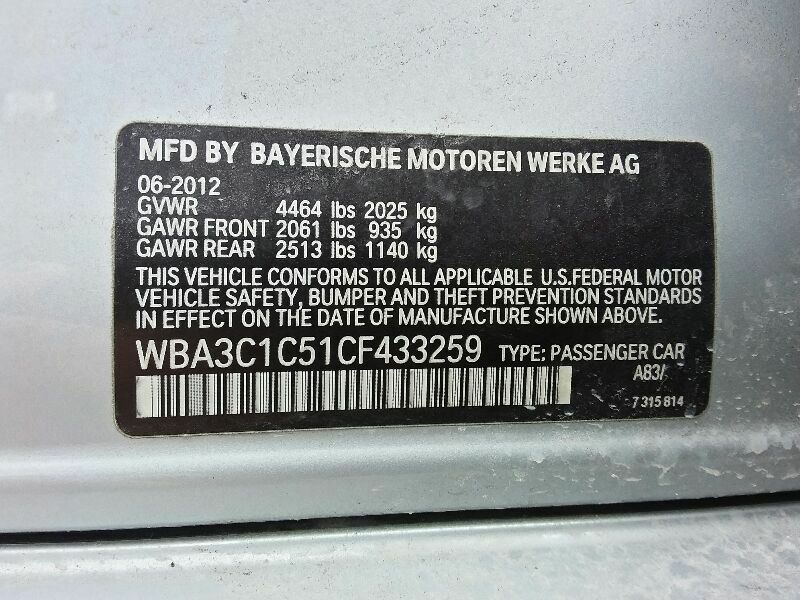 MFD BY BAYERISCHE MOTOREN WERKE AG
06-2012
GVWR 4464 lbs 2025 kg
GAWR FRONT 2061 lbs 935 kg
GAWR REAR 2513 lbs 1140 kg
THIS VEHICLE CONFORMS TO ALL APPLICABLE U.S.FEDERAL MOTOR
VEHICLE SAFETY, BUMPER AND THEFT PREVENTION STANDARDS
IN EFFECT ON THE DATE OF MANUFACTURE SHOWN ABOVE.
WBA3C1C51CF433259 TYPE: PASSENGER CAR
A83/
7 315 814